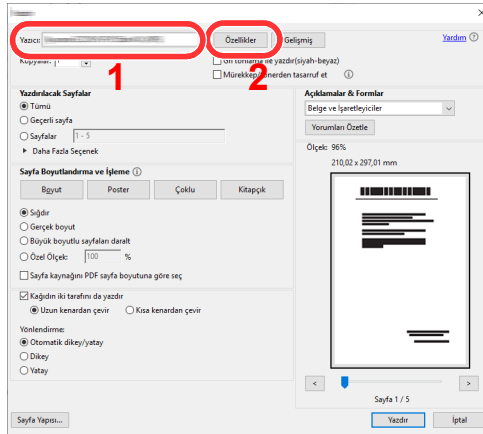 Yazıcı:
Özellikler
Gelişmiş
Yardım
Kopyalar: 1
Gri tonlama ile yazdır(siyah-beyaz)
1
2
Mürekkep/tonerden tasarruf et
Yazdırılacak Sayfalar
Tümü
Geçerli sayfa
Sayfalar 1 - 5
Daha Fazla Seçenek
Sayfa Boyutlandırma ve İşleme
Boyut Poster Çoklu Kitapçık
Sığdır
Gerçek boyut
Büyük boyutlu sayfaları daralt
Özel Ölçek: 100 %
Sayfa kaynağını PDF sayfa boyutuna göre seç
Kağıdın iki tarafını da yazdır
Uzun kenardan çevir Kısa kenardan çevir
Yönlendirme:
Otomatik dikey/yatay
Dikey
Yatay
Açıklamalar & Formlar
Belge ve İşaretleyiciler
Yorumları Özetle
Ölçek: 96%
210,02 x 297,01 mm
< >
Sayfa 1 / 5
Sayfa Yapısı... Yazdır İptal